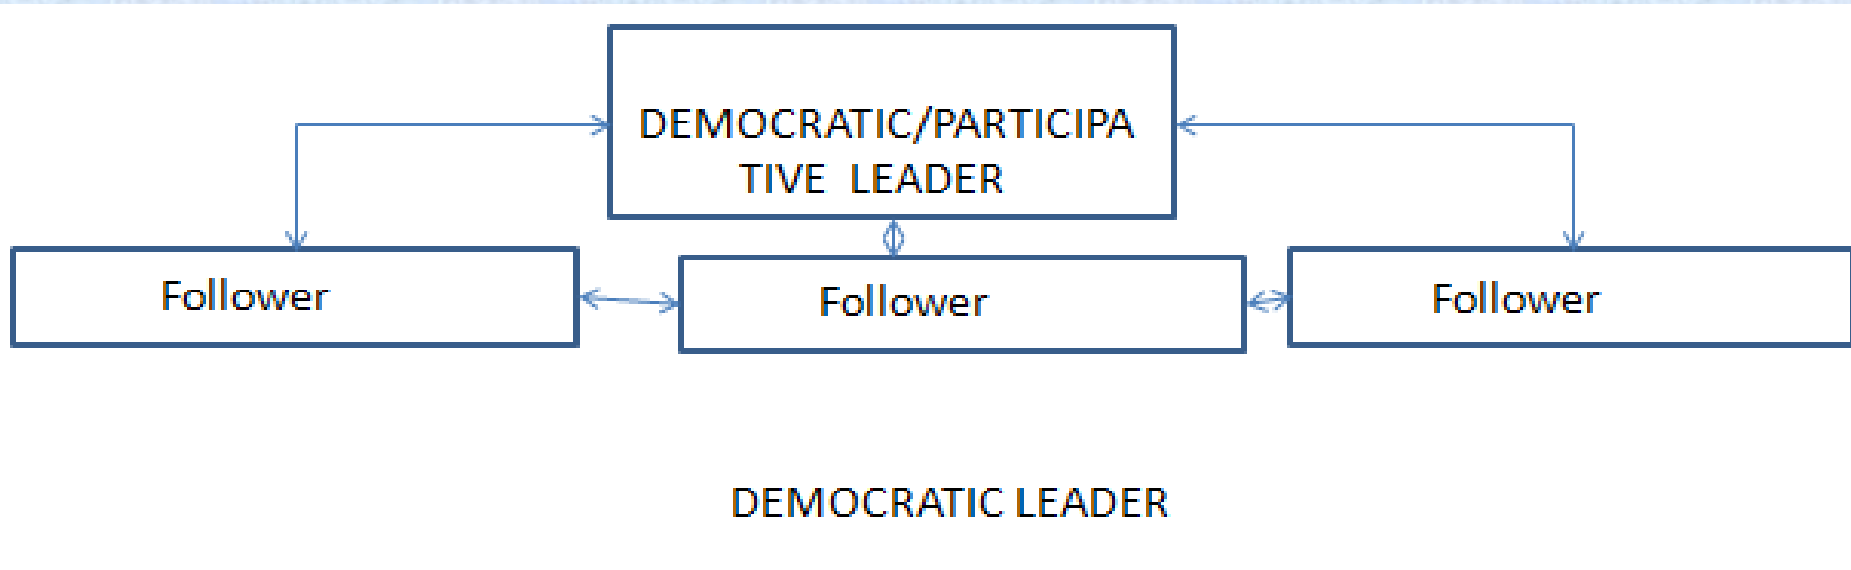 DEMOCRATIC/PARTICIPA
TIVE LEADER
Follower
Follower
Follower
DEMOCRATIC LEADER